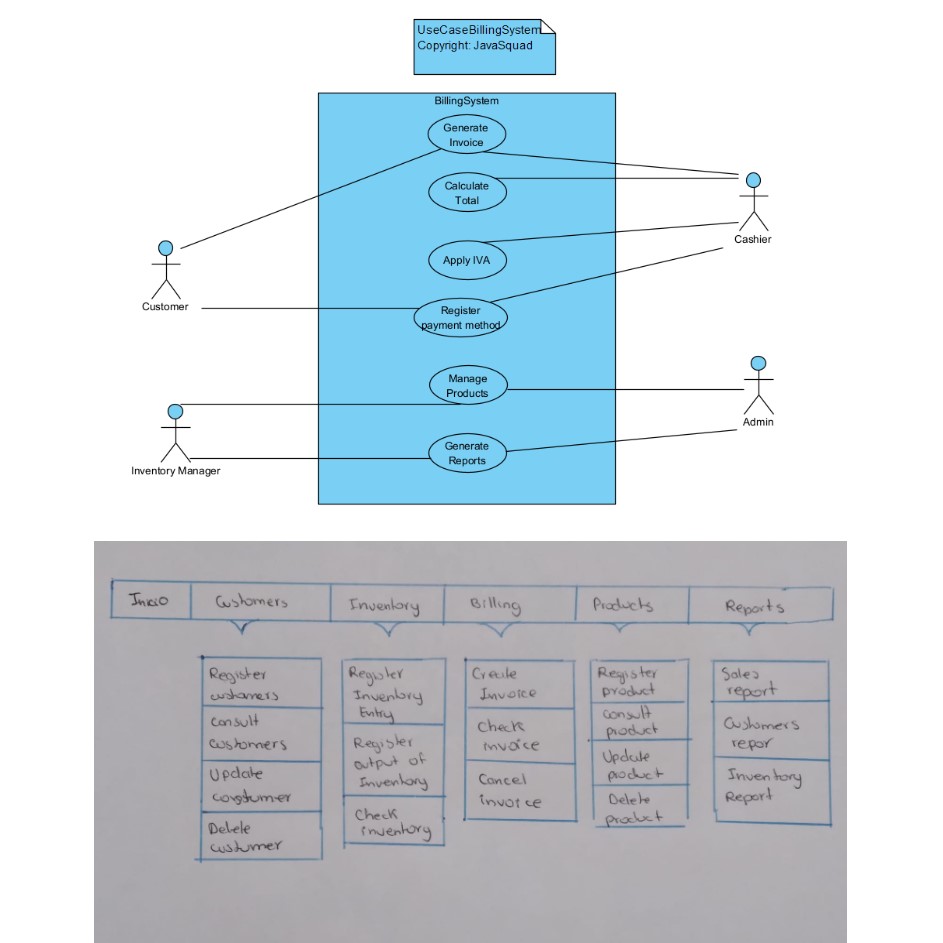 UseCaseBillingSystem
Copyright: JavaSquad
BillingSystem
Generate
Invoice
Calculate
Total
Cashier
Apply IVA
Customer
Register
payment method
Manage
Products
Admin
Generate
Reports
Inventory Manager
Inicio Customers Inventory Billing Products Reports
Register
customers
consult
customers
Update
costumer
Delete
customer
Register
Inventory
Entry
Register
output of
Inventory
Check
inventory
Create
Invoice
Check
invoice
Cancel
invoice
Register
product
consult
product
Update
product
Delete
product
Sales
report
Customers
repor
Inventory
Report